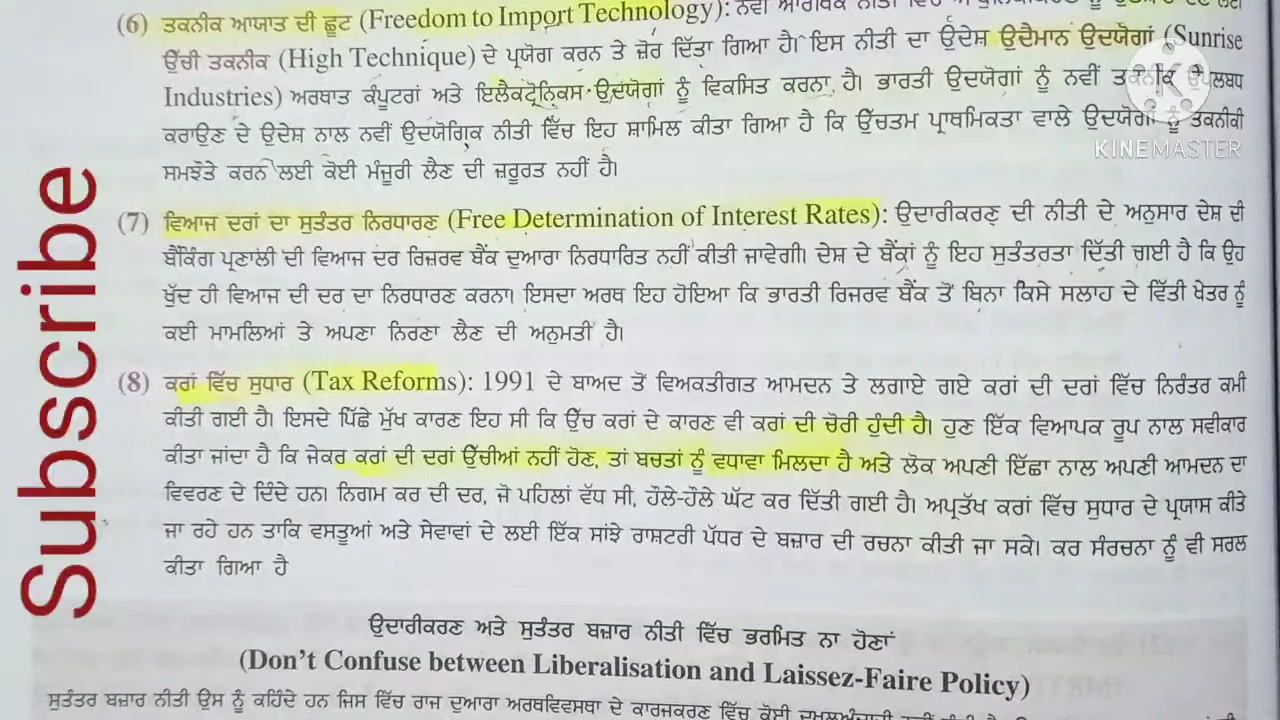 (6) ਤਕਨੀਕ ਆਯਾਤ ਦੀ ਛੂਟ (Freedom to Import Technology): ਨਵੀਂ ਆਰਥਿਕ ਨੀਤੀ ਵਿੱਚ
ਉੱਚੀ ਤਕਨੀਕ (High Technique) ਦੇ ਪ੍ਰਯੋਗ ਕਰਨ ਤੇ ਜ਼ੋਰ ਦਿੱਤਾ ਗਿਆ ਹੈ। ਇਸ ਨੀਤੀ ਦਾ ਉਦੇਸ਼ ਉਦੈਮਾਨ ਉਦਯੋਗਾਂ (Sunrise
Industries) ਅਰਥਾਤ ਕੰਪੂਟਰਾਂ ਅਤੇ ਇਲੈਕਟ੍ਰੋਨਿਕਸ ਉਦਯੋਗਾਂ ਨੂੰ ਵਿਕਸਿਤ ਕਰਨਾ ਹੈ। ਭਾਰਤੀ ਉਦਯੋਗਾਂ ਨੂੰ ਨਵੀਂ ਤਕਨੀਕ ਉਪਲਬਧ
ਕਰਾਉਣ ਦੇ ਉਦੇਸ਼ ਨਾਲ ਨਵੀਂ ਉਦਯੋਗਿਕ ਨੀਤੀ ਵਿੱਚ ਇਹ ਸ਼ਾਮਿਲ ਕੀਤਾ ਗਿਆ ਹੈ ਕਿ ਉੱਚਤਮ ਪ੍ਰਾਥਮਿਕਤਾ ਵਾਲੇ ਉਦਯੋਗਾਂ ਨੂੰ ਤਕਨੀਕੀ
ਸਮਝੌਤੇ ਕਰਨ ਲਈ ਕੋਈ ਮੰਜੂਰੀ ਲੈਣ ਦੀ ਜ਼ਰੂਰਤ ਨਹੀਂ ਹੈ।
KINEMASTER
(7) ਵਿਆਜ ਦਰਾਂ ਦਾ ਸੁਤੰਤਰ ਨਿਰਧਾਰਣ (Free Determination of Interest Rates): ਉਦਾਰੀਕਰਣ ਦੀ ਨੀਤੀ ਦੇ ਅਨੁਸਾਰ ਦੇਸ਼ ਦੀ
ਬੈਂਕਿੰਗ ਪ੍ਰਣਾਲੀ ਦੀ ਵਿਆਜ ਦਰ ਰਿਜ਼ਰਵ ਬੈਂਕ ਦੁਆਰਾ ਨਿਰਧਾਰਿਤ ਨਹੀਂ ਕੀਤੀ ਜਾਵੇਗੀ। ਦੇਸ਼ ਦੇ ਬੈਂਕਾਂ ਨੂੰ ਇਹ ਸੁਤੰਤਰਤਾ ਦਿੱਤੀ ਗਈ ਹੈ ਕਿ ਉਹ
ਖੁੱਦ ਹੀ ਵਿਆਜ ਦੀ ਦਰ ਦਾ ਨਿਰਧਾਰਣ ਕਰਨਾ। ਇਸਦਾ ਅਰਥ ਇਹ ਹੋਇਆ ਕਿ ਭਾਰਤੀ ਰਿਜਰਵ ਬੈਂਕ ਤੋਂ ਬਿਨਾ ਕਿਸੇ ਸਲਾਹ ਦੇ ਵਿੱਤੀ ਖੇਤਰ ਨੂੰ
ਕਈ ਮਾਮਲਿਆਂ ਤੇ ਅਪਣਾ ਨਿਰਣਾ ਲੈਣ ਦੀ ਅਨੁਮਤੀ ਹੈ।
(8) ਕਰਾਂ ਵਿੱਚ ਸੁਧਾਰ (Tax Reforms): 1991 ਦੇ ਬਾਅਦ ਤੋਂ ਵਿਅਕਤੀਗਤ ਆਮਦਨ ਤੇ ਲਗਾਏ ਗਏ ਕਰਾਂ ਦੀ ਦਰਾਂ ਵਿੱਚ ਨਿਰੰਤਰ ਕਮੀ
ਕੀਤੀ ਗਈ ਹੈ। ਇਸਦੇ ਪਿੱਛੇ ਮੁੱਖ ਕਾਰਣ ਇਹ ਸੀ ਕਿ ਉੱਚ ਕਰਾਂ ਦੇ ਕਾਰਣ ਵੀ ਕਰਾਂ ਦੀ ਚੋਰੀ ਹੁੰਦੀ ਹੈ। ਹੁਣ ਇੱਕ ਵਿਆਪਕ ਰੂਪ ਨਾਲ ਸਵੀਕਾਰ
ਕੀਤਾ ਜਾਂਦਾ ਹੈ ਕਿ ਜੇਕਰ ਕਰਾਂ ਦੀ ਦਰਾਂ ਉੱਚੀਆਂ ਨਹੀਂ ਹੋਣ, ਤਾਂ ਬਚਤਾਂ ਨੂੰ ਵਧਾਵਾ ਮਿਲਦਾ ਹੈ ਅਤੇ ਲੋਕ ਅਪਣੀ ਇੱਛਾ ਨਾਲ ਅਪਣੀ ਆਮਦਨ ਦਾ
ਵਿਵਰਣ ਦੇ ਦਿੰਦੇ ਹਨ। ਨਿਗਮ ਕਰ ਦੀ ਦਰ, ਜੋ ਪਹਿਲਾਂ ਵੱਧ ਸੀ, ਹੌਲੇ-ਹੌਲੇ ਘੱਟ ਕਰ ਦਿੱਤੀ ਗਈ ਹੈ। ਅਪ੍ਰਤੱਖ ਕਰਾਂ ਵਿੱਚ ਸੁਧਾਰ ਦੇ ਪ੍ਰਯਾਸ ਕੀਤੇ
ਜਾ ਰਹੇ ਹਨ ਤਾਕਿ ਵਸਤੂਆਂ ਅਤੇ ਸੇਵਾਵਾਂ ਦੇ ਲਈ ਇੱਕ ਸਾਂਝੇ ਰਾਸ਼ਟਰੀ ਪੱਧਰ ਦੇ ਬਜ਼ਾਰ ਦੀ ਰਚਨਾ ਕੀਤੀ ਜਾ ਸਕੇ। ਕਰ ਸੰਰਚਨਾ ਨੂੰ ਵੀ ਸਰਲ
ਕੀਤਾ ਗਿਆ ਹੈ
ਉਦਾਰੀਕਰਣ ਅਤੇ ਸੁਤੰਤਰ ਬਜ਼ਾਰ ਨੀਤੀ ਵਿੱਚ ਭਰਮਿਤ ਨਾ ਹੋਣਾਂ
(Don't Confuse between Liberalisation and Laissez-Faire Policy)
ਸੁਤੰਤਰ ਬਜ਼ਾਰ ਨੀਤੀ ਉਸ ਨੂੰ ਕਹਿੰਦੇ ਹਨ ਜਿਸ ਵਿੱਚ ਰਾਜ ਦੁਆਰਾ ਅਰਥਵਿਵਸਥਾ ਦੇ ਕਾਰਜਕਰਣ ਵਿੱਚ ਕੋਈ
Subscribe